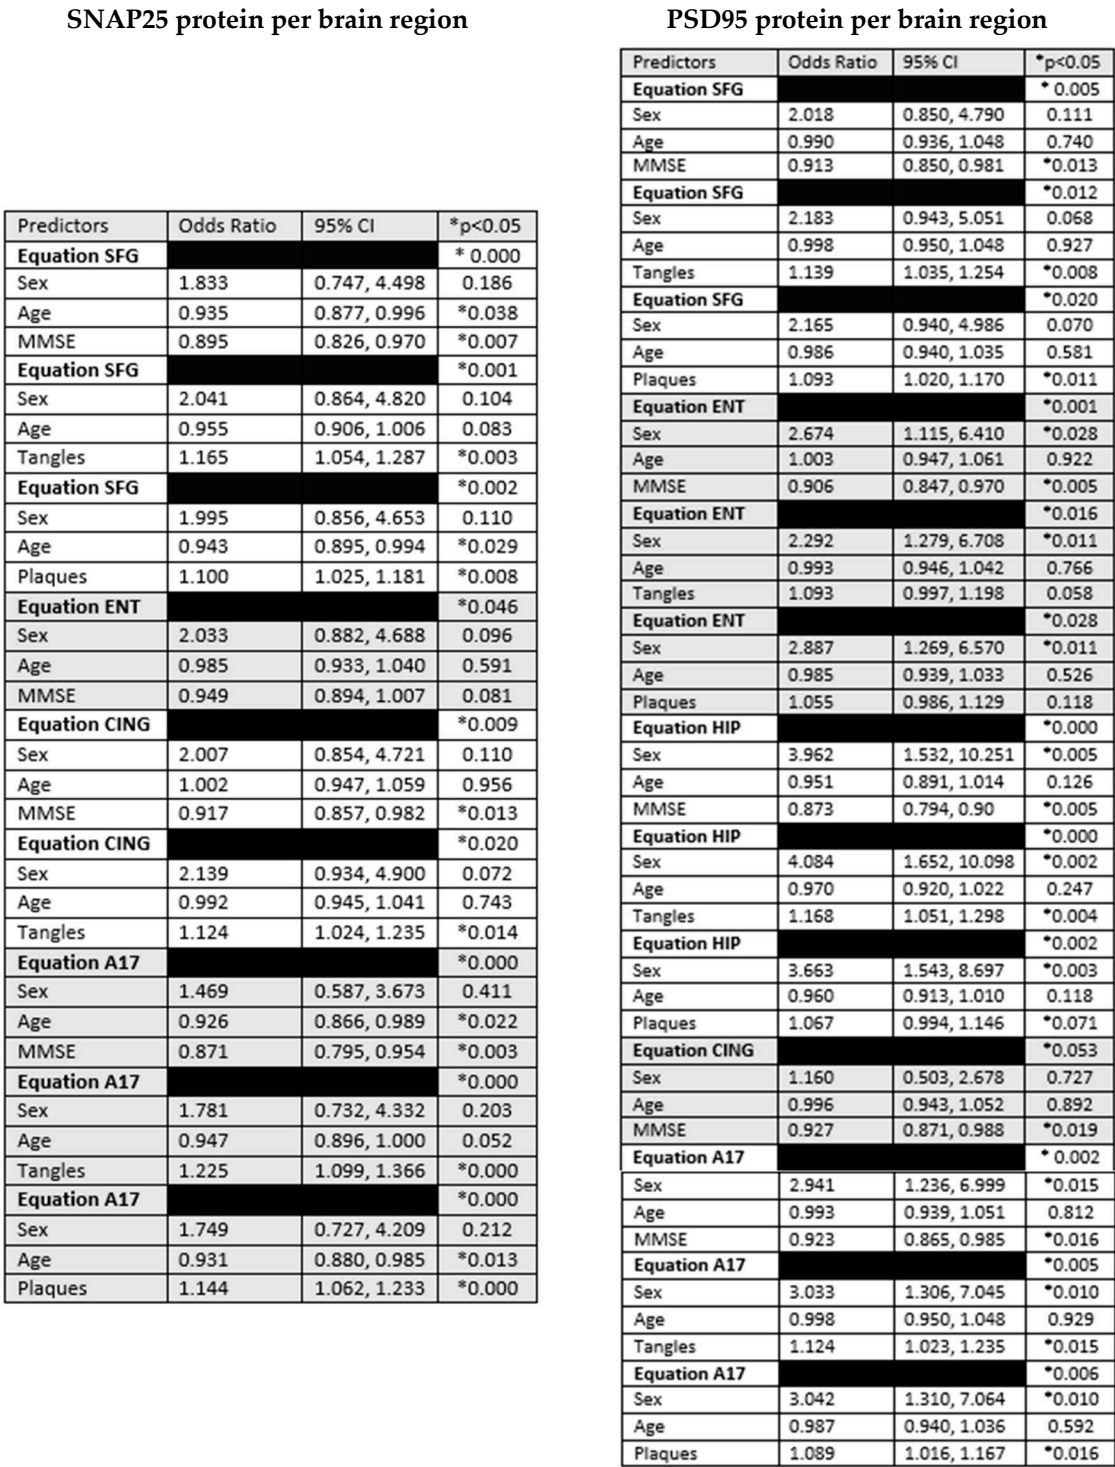 SNAP25 protein per brain region
Predictors Odds Ratio 95% CI *p<0.05
Equation SFG * 0.000
Sex 1.833 0.747, 4.498 0.186
Age 0.935 0.877, 0.996 *0.038
MMSE 0.895 0.826, 0.970 *0.007
Equation SFG *0.001
Sex 2.041 0.864, 4.820 0.104
Age 0.955 0.906, 1.006 0.083
Tangles 1.165 1.054, 1.287 *0.003
Equation SFG *0.002
Sex 1.995 0.856, 4.653 0.110
Age 0.943 0.895, 0.994 *0.029
Plaques 1.100 1.025, 1.181 *0.008
Equation ENT *0.046
Sex 2.033 0.882, 4.688 0.096
Age 0.985 0.933, 1.040 0.591
MMSE 0.949 0.894, 1.007 0.081
Equation CING *0.009
Sex 2.007 0.854, 4.721 0.110
Age 1.002 0.947, 1.059 0.956
MMSE 0.917 0.857, 0.982 *0.013
Equation CING *0.020
Sex 2.139 0.934, 4.900 0.072
Age 0.992 0.945, 1.041 0.743
Tangles 1.124 1.024, 1.235 *0.014
Equation A17 *0.000
Sex 1.469 0.587, 3.673 0.411
Age 0.926 0.866, 0.989 *0.022
MMSE 0.871 0.795, 0.954 *0.003
Equation A17 *0.000
Sex 1.781 0.732, 4.332 0.203
Age 0.947 0.896, 1.000 0.052
Tangles 1.225 1.099, 1.366 *0.000
Equation A17 *0.000
Sex 1.749 0.727, 4.209 0.212
Age 0.931 0.880, 0.985 *0.013
Plaques 1.144 1.062, 1.233 *0.000
PSD95 protein per brain region
Predictors Odds Ratio 95% CI *p<0.05
Equation SFG * 0.005
Sex 2.018 0.850, 4.790 0.111
Age 0.990 0.936, 1.048 0.740
MMSE 0.913 0.850, 0.981 *0.013
Equation SFG *0.012
Sex 2.183 0.943, 5.051 0.068
Age 0.998 0.950, 1.048 0.927
Tangles 1.139 1.035, 1.254 *0.008
Equation SFG *0.020
Sex 2.165 0.940, 4.986 0.070
Age 0.986 0.940, 1.035 0.581
Plaques 1.093 1.020, 1.170 *0.011
Equation ENT *0.001
Sex 2.674 1.115, 6.410 *0.028
Age 1.003 0.947, 1.061 0.922
MMSE 0.906 0.847, 0.970 *0.005
Equation ENT *0.016
Sex 2.292 1.279, 6.708 *0.011
Age 0.993 0.946, 1.042 0.766
Tangles 1.093 0.997, 1.198 0.058
Equation ENT *0.028
Sex 2.887 1.269, 6.570 *0.011
Age 0.985 0.939, 1.033 0.526
Plaques 1.055 0.986, 1.129 0.118
Equation HIP *0.000
Sex 3.962 1.532, 10.251 *0.005
Age 0.951 0.891, 1.014 0.126
MMSE 0.873 0.794, 0.90 *0.005
Equation HIP *0.000
Sex 4.084 1.652, 10.098 *0.002
Age 0.970 0.920, 1.022 0.247
Tangles 1.168 1.051, 1.298 *0.004
Equation HIP *0.002
Sex 3.663 1.543, 8.697 *0.003
Age 0.960 0.913, 1.010 0.118
Plaques 1.067 0.994, 1.146 *0.071
Equation CING *0.053
Sex 1.160 0.503, 2.678 0.727
Age 0.996 0.943, 1.052 0.892
MMSE 0.927 0.871, 0.988 *0.019
Equation A17 * 0.002
Sex 2.941 1.236, 6.999 *0.015
Age 0.993 0.939, 1.051 0.812
MMSE 0.923 0.865, 0.985 *0.016
Equation A17 *0.005
Sex 3.033 1.306, 7.045 *0.010
Age 0.998 0.950, 1.048 0.929
Tangles 1.124 1.023, 1.235 *0.015
Equation A17 *0.006
Sex 3.042 1.310, 7.064 *0.010
Age 0.987 0.940, 1.036 0.592
Plaques 1.089 1.016, 1.167 *0.016